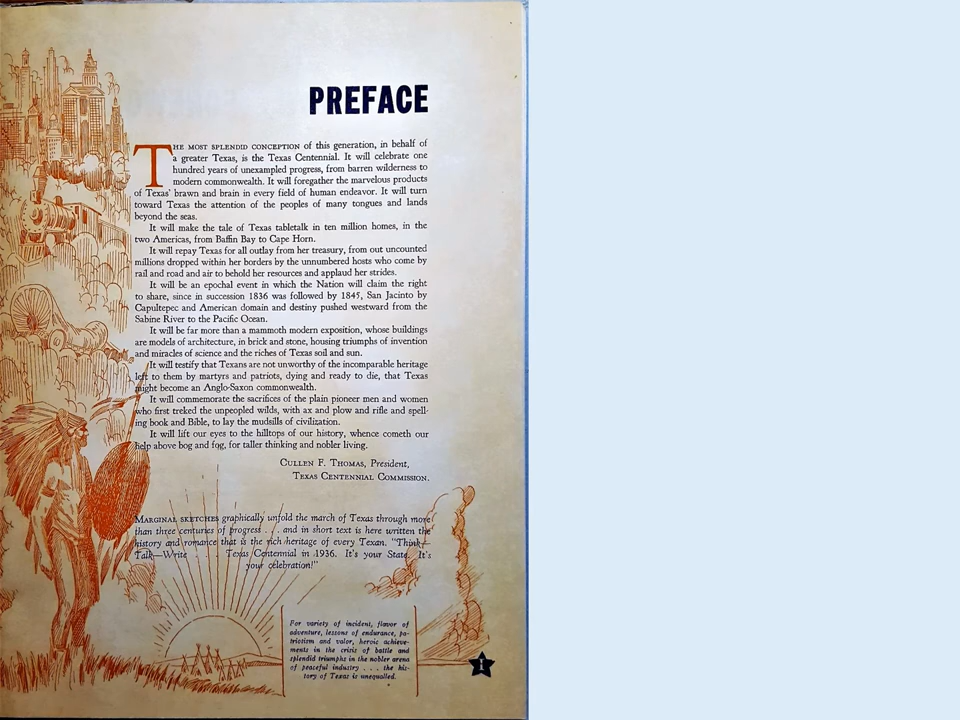 PREFACE
THE MOST SPLENDID CONCEPTION of this generation, in behalf of
a greater Texas, is the Texas Centennial. It will celebrate one
hundred years of unexampled progress, from barren wilderness to
modern commonwealth. It will foregather the marvelous products
of Texas' brawn and brain in every field of human endeavor. It will turn
toward Texas the attention of the peoples of many tongues and lands
beyond the seas.
It will make the tale of Texas tabletalk in ten million homes, in the
two Americas, from Baffin Bay to Cape Horn.
It will repay Texas for all outlay from her treasury, from out uncounted
millions dropped within her borders by the unnumbered hosts who come by
rail and road and air to behold her resources and applaud her strides.
It will be an epochal event in which the Nation will claim the right
to share, since in succession 1836 was followed by 1845, San Jacinto by
Capultepec and American domain and destiny pushed westward from the
Sabine River to the Pacific Ocean.
It will be far more than a mammoth modern exposition, whose buildings
are models of architecture, in brick and stone, housing triumphs of invention
and miracles of science and the riches of Texas soil and sun.
It will testify that Texans are not unworthy of the incomparable heritage
left to them by martyrs and patriots, dying and ready to die, that Texas
might become an Anglo-Saxon commonwealth.
It will commemorate the sacrifices of the plain pioneer men and women
who first treked the unpeopled wilds, with ax and plow and rifle and spell-
ing book and Bible, to lay the mudsills of civilization.
It will lift our eyes to the hilltops of our history, whence cometh our
help above bog and fog, for taller thinking and nobler living.
CULLEN F. THOMAS, President,
TEXAS CENTENNIAL COMMISSION.
MARGINAL SKETCHES graphically unfold the march of Texas through more
than three centuries of progress . . . and in short text is here written the
history and romance that is the rich heritage of every Texan. "Think—
Talk—Write . . . Texas Centennial in 1936. It's your State. It's
your celebration!"
For variety of incident, flavor of
adventure, lessons of endurance, pa-
triotism and valor, heroic achieve-
ments in the crisis of battle and
splendid triumphs in the nobler arena
of peaceful industry . . . the his-
tory of Texas is unequalled.
1